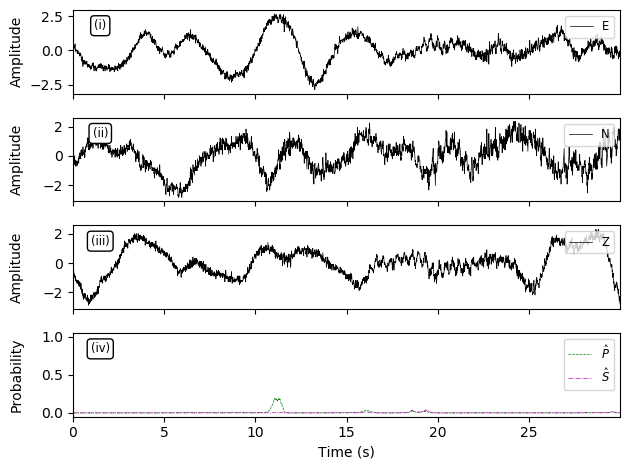 (i)
E
2.5
0.0
−2.5
Amplitude
(ii)
N
2
0
−2
Amplitude
(iii)
Z
2
0
−2
Amplitude
(iv)
P̂
Ŝ
1.0
0.5
0.0
Probability
0 5 10 15 20 25
Time (s)